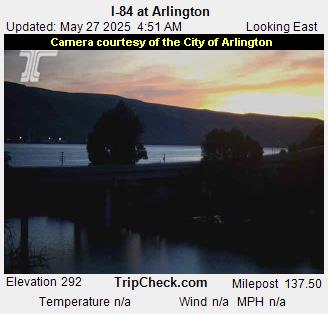 I-84 at Arlington
Updated: May 27 2025 4:51 AM Looking East
Camera courtesy of the City of Arlington
Elevation 292 TripCheck.com Milepost 137.50
Temperature n/a Wind n/a MPH n/a